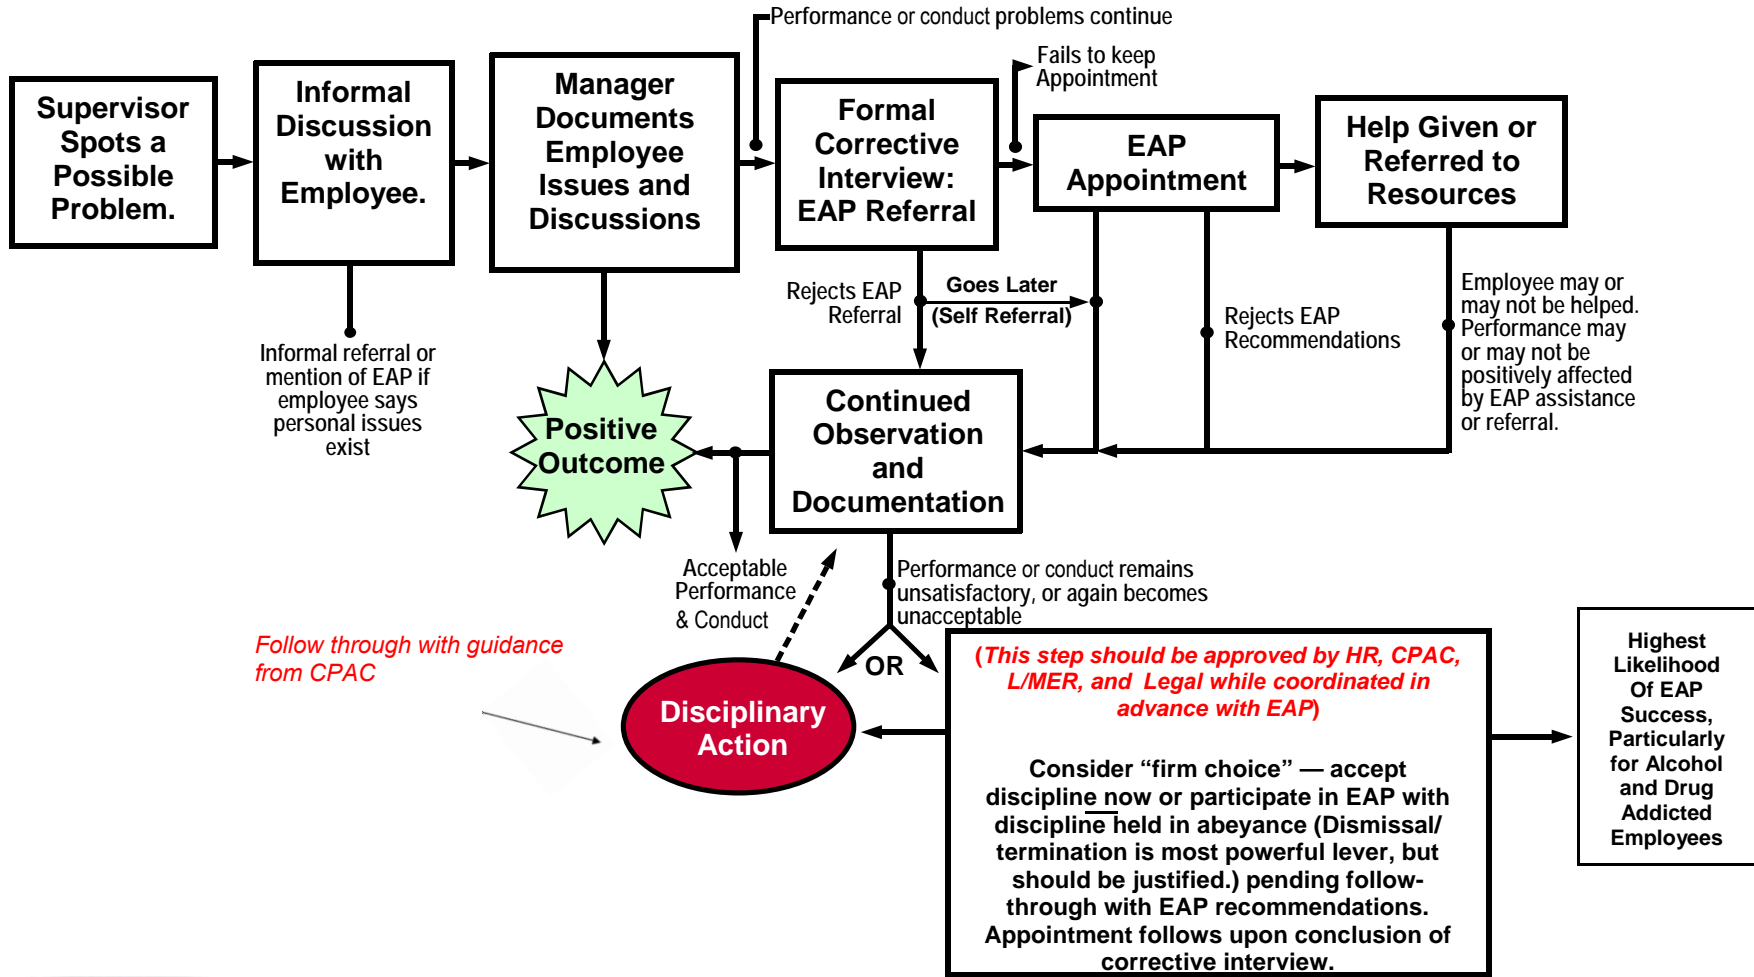 Performance or conduct problems continue
Supervisor
Spots a
Possible
Problem.
Informal
Discussion
with
Employee.
Manager
Documents
Employee
Issues and
Discussions
Formal
Corrective
Interview:
EAP Referral
Fails to keep
Appointment
EAP
Appointment
Help Given or
Referred to
Resources
Informal referral or
mention of EAP if
employee says
personal issues
exist
Rejects EAP
Referral
Goes Later
(Self Referral)
Rejects EAP
Recommendations
Employee may or
may not be helped.
Performance may
or may not be
positively affected
by EAP assistance
or referral.
Positive
Outcome
Continued
Observation
and
Documentation
Acceptable
Performance
& Conduct
Performance or conduct remains
unsatisfactory, or again becomes
unacceptable
Follow through with guidance
from CPAC
OR
Disciplinary
Action
(This step should be approved by HR, CPAC,
L/MER, and Legal while coordinated in
advance with EAP)
Consider “firm choice” — accept
discipline now or participate in EAP with
discipline held in abeyance (Dismissal/
termination is most powerful lever, but
should be justified.) pending follow-
through with EAP recommendations.
Appointment follows upon conclusion of
corrective interview.
Highest
Likelihood
Of EAP
Success,
Particularly
for Alcohol
and Drug
Addicted
Employees